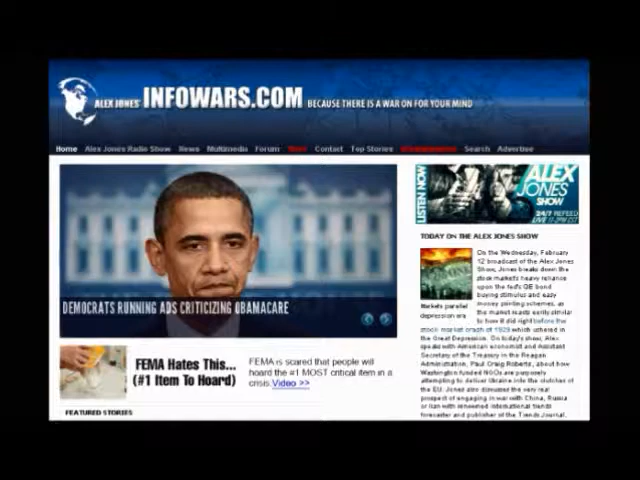 ALEX JONES' INFOWARS.COM BECAUSE THERE IS A WAR ON FOR YOUR MIND
Home Alex Jones Radio Show News Multimedia Forum Store Contact Top Stories Search Advertise
LISTEN NOW
ALEX
JONES
SHOW
24/7 REFEED
LIVE 11-3PM CST
DEMOCRATS RUNNING ADS CRITICIZING OBAMACARE
TODAY ON THE ALEX JONES SHOW
On the Wednesday, February
12 broadcast of the Alex Jones
Show, Jones breaks down the
stock market's heavy reliance
upon the fed's QE bond
buying stimulus and easy
money printing schemes, as
the market reacts eerily similar
to how it did right before the
Markets parallel
depression era
stock market crash of 1929 which ushered in
the Great Depression. On today's show, Alex
speaks with American economist and Assistant
Secretary of the Treasury in the Reagan
Administration, Paul Craig Roberts, about how
Washington funded NGOs are purposely
attempting to deliver Ukraine into the clutches of
the EU. Jones also discusses the very real
prospect of engaging in war with China, Russia
or Iran with renowned international trends
forecaster and publisher of the Trends Journal,
FEMA Hates This...
(#1 Item To Hoard)
FEMA is scared that people will
hoard the #1 MOST critical item in a
crisis.Video >>
FEATURED STORIES